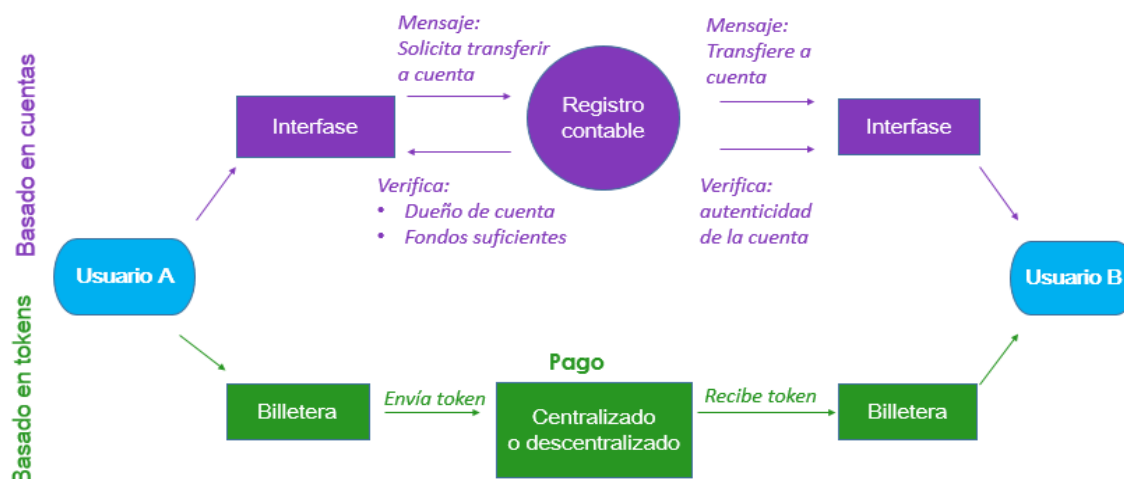 Basado en cuentas
Mensaje:
Solicita transferir
a cuenta
Mensaje:
Transfiere a
cuenta
Interfase
Registro
contable
Interfase
Verifica:
• Dueño de cuenta
• Fondos suficientes
Verifica:
autenticidad
de la cuenta
Usuario A
Usuario B
Basado en tokens
Pago
Billetera
Envía token
Centralizado
o descentralizado
Recibe token
Billetera